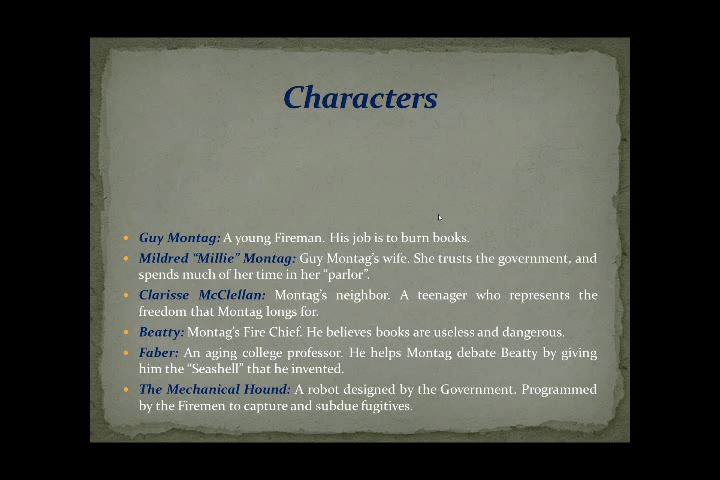 Characters
• Guy Montag: A young Fireman. His job is to burn books.
• Mildred “Millie” Montag: Guy Montag’s wife. She trusts the government, and
spends much of her time in her “parlor”.
• Clarisse McClellan: Montag’s neighbor. A teenager who represents the
freedom that Montag longs for.
• Beatty: Montag’s Fire Chief. He believes books are useless and dangerous.
• Faber: An aging college professor. He helps Montag debate Beatty by giving
him the “Seashell” that he invented.
• The Mechanical Hound: A robot designed by the Government. Programmed
by the Firemen to capture and subdue fugitives.